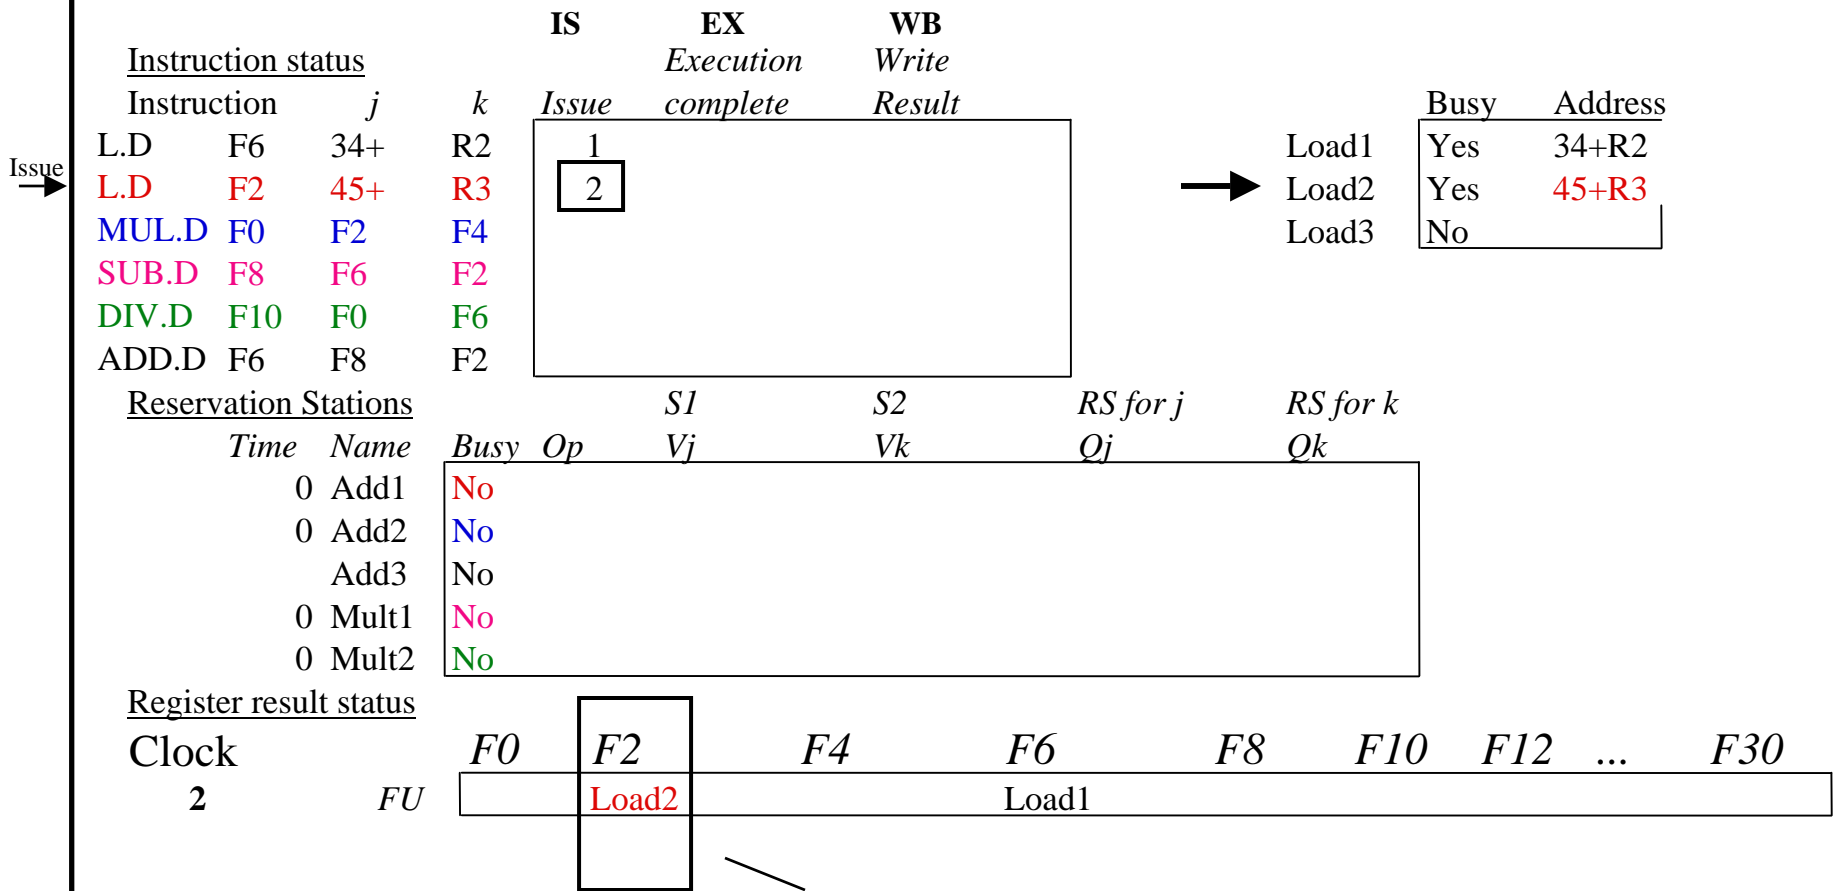 IS EX WB
Instruction status Execution Write
Instruction j k Issue complete Result Busy Address
L.D F6 34+ R2 1 Load1 Yes 34+R2
Issue L.D F2 45+ R3 2 Load2 Yes 45+R3
MUL.D F0 F2 F4 Load3 No
SUB.D F8 F6 F2
DIV.D F10 F0 F6
ADD.D F6 F8 F2
Reservation Stations S1 S2 RS for j RS for k
Time Name Busy Op Vj Vk Qj Qk
0 Add1 No
0 Add2 No
Add3 No
0 Mult1 No
0 Mult2 No
Register result status
Clock F0 F2 F4 F6 F8 F10 F12 ... F30
2 FU Load2 Load1